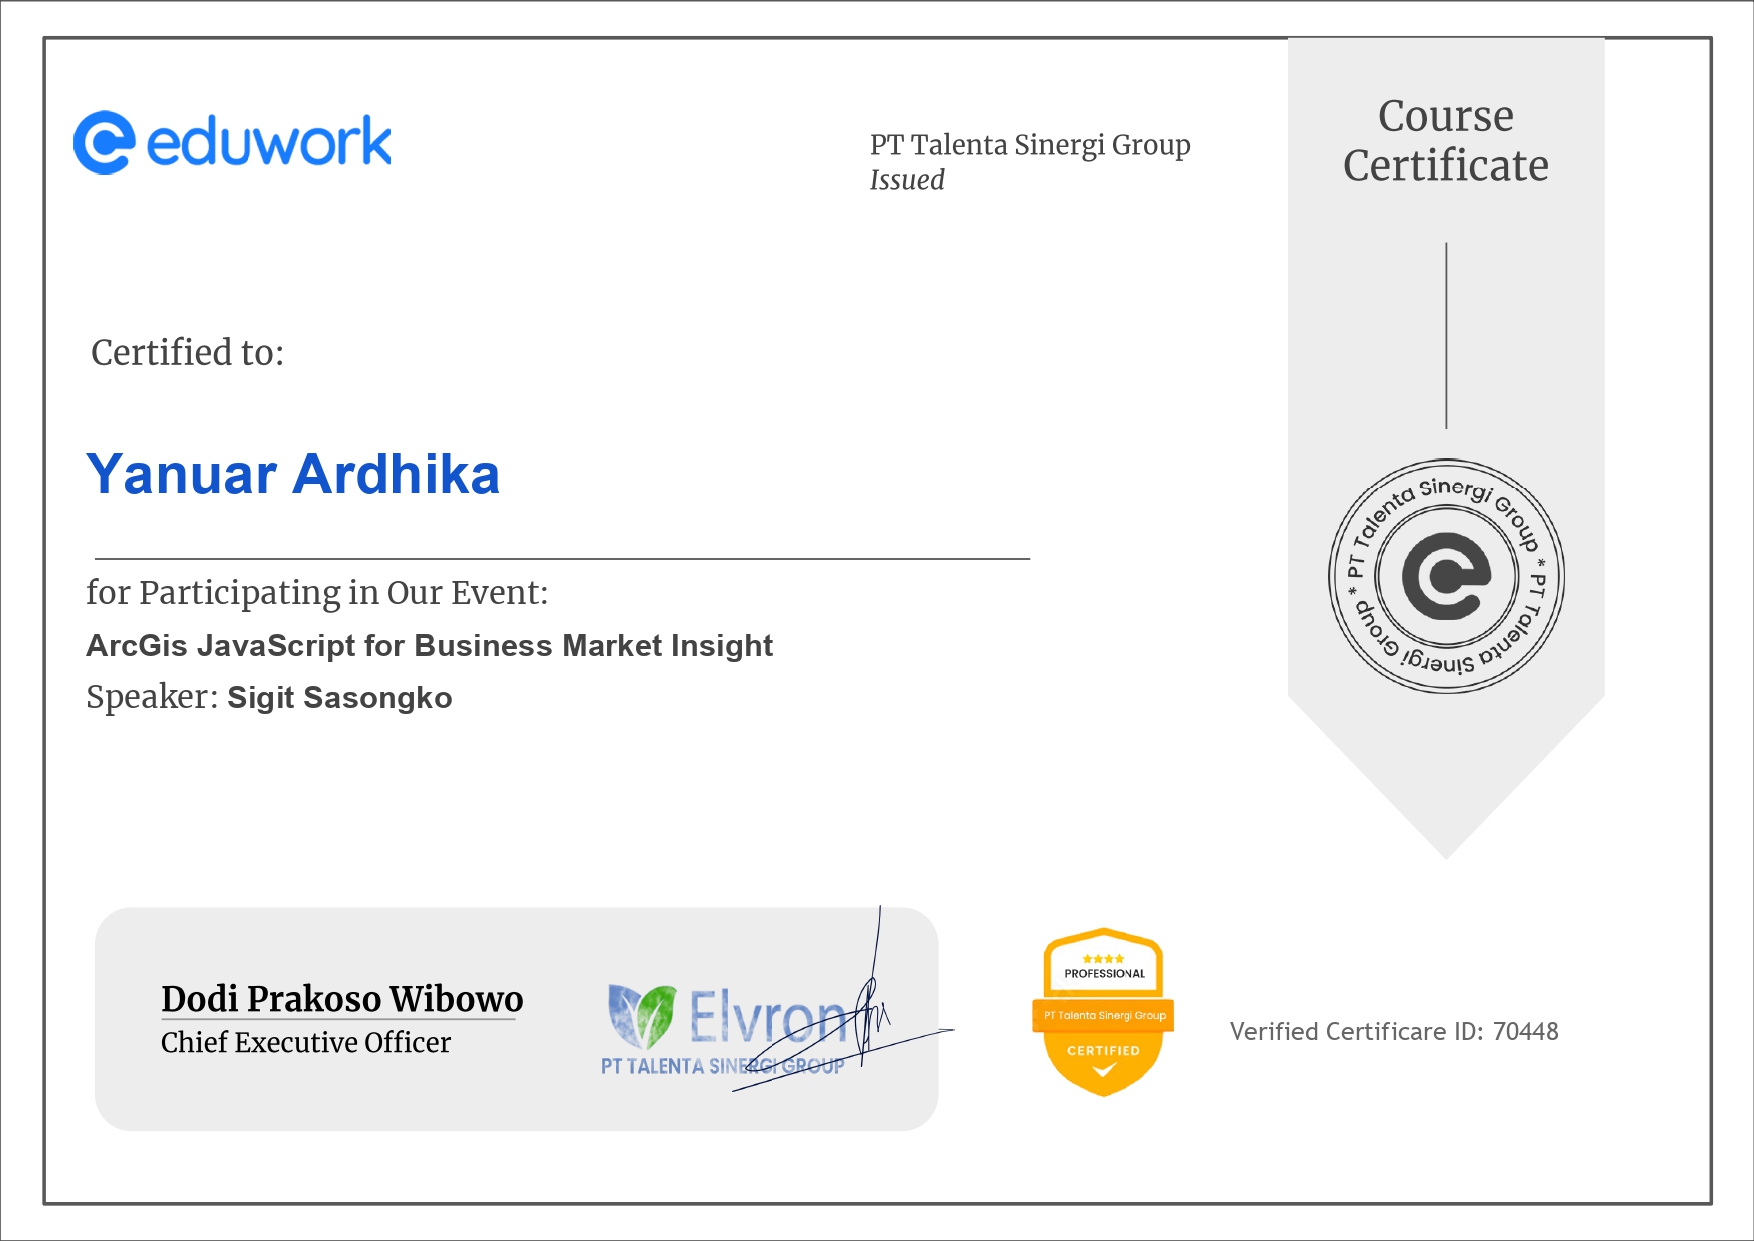 eduwork
PT Talenta Sinergi Group
Issued
Course
Certificate
Certified to:
Yanuar Ardhika
for Participating in Our Event:
ArcGis JavaScript for Business Market Insight
Speaker: Sigit Sasongko
PT Talenta Sinergi Group * PT Talenta Sinergi Group *
Dodi Prakoso Wibowo
Chief Executive Officer
Elvron
PT TALENTA SINERGI GROUP
PROFESSIONAL
PT Talenta Sinergi Group
CERTIFIED
Verified Certificare ID: 70448